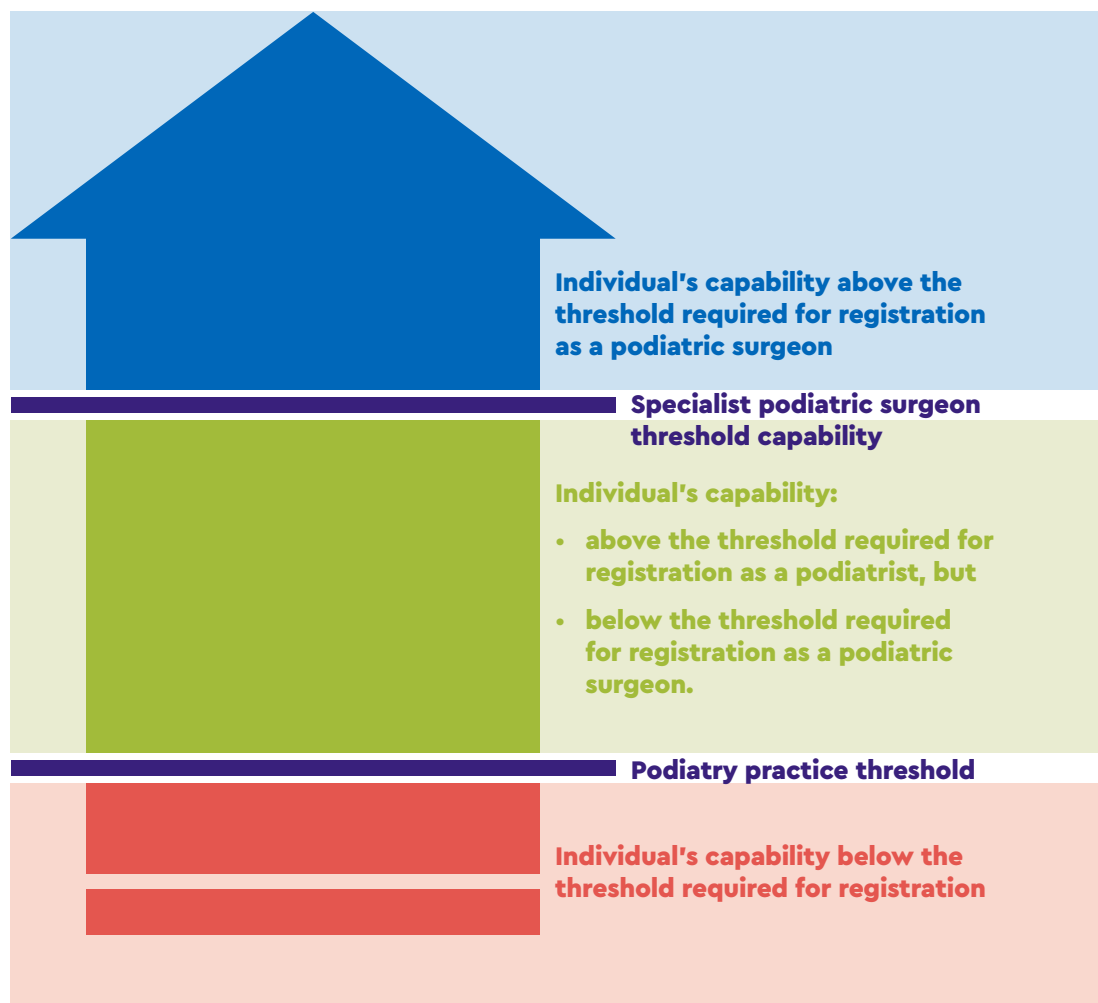 Individual's capability above the
threshold required for registration
as a podiatric surgeon
Specialist podiatric surgeon
threshold capability
Individual's capability:
• above the threshold required for
registration as a podiatrist, but
• below the threshold required
for registration as a podiatric
surgeon.
Podiatry practice threshold
Individual's capability below the
threshold required for registration